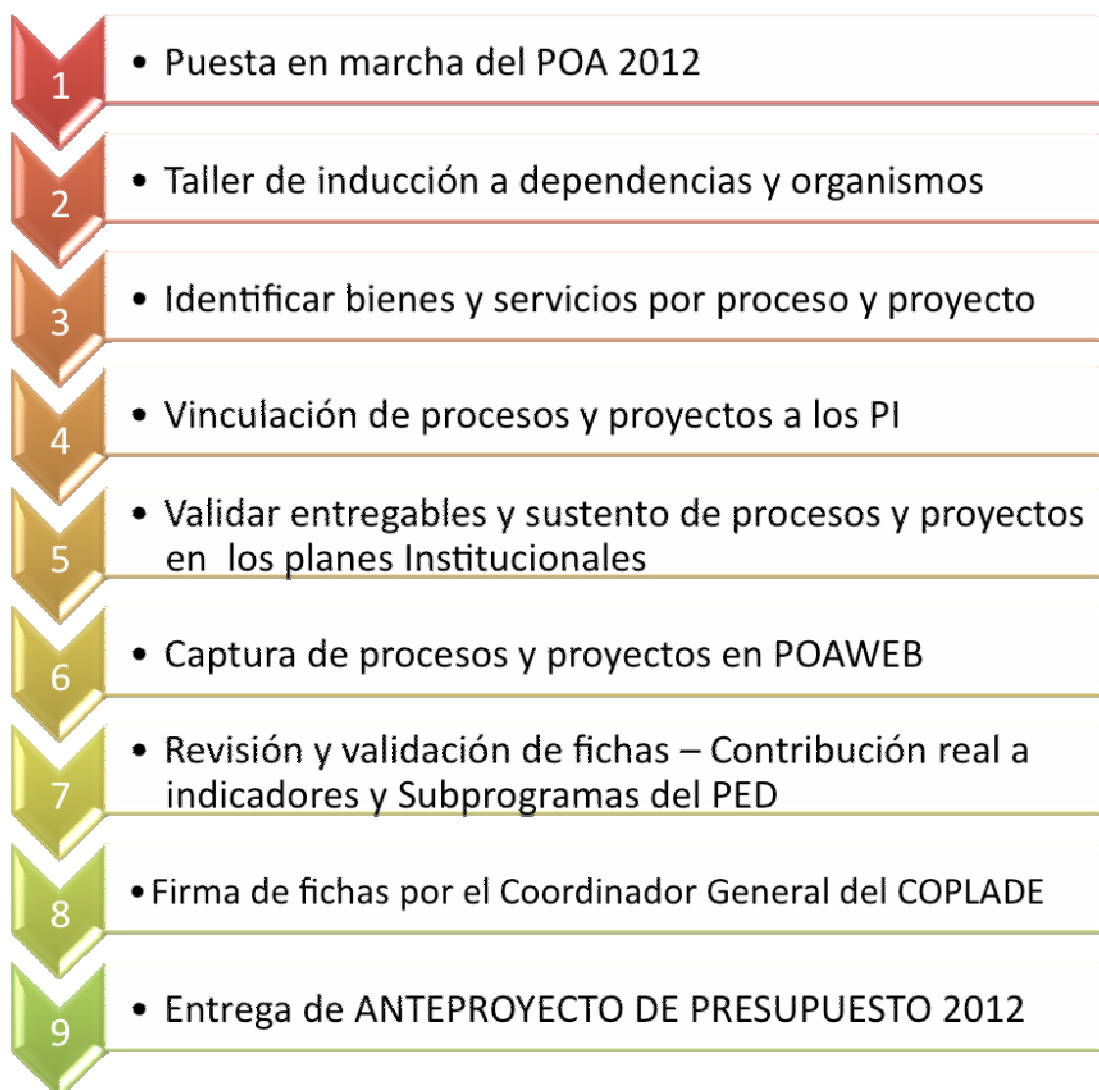 1
• Puesta en marcha del POA 2012
2
• Taller de inducción a dependencias y organismos
3
• Identificar bienes y servicios por proceso y proyecto
4
• Vinculación de procesos y proyectos a los PI
5
• Validar entregables y sustento de procesos y proyectos
en los planes Institucionales
6
• Captura de procesos y proyectos en POAWEB
7
• Revisión y validación de fichas – Contribución real a
indicadores y Subprogramas del PED
8
•Firma de fichas por el Coordinador General del COPLADE
9
• Entrega de ANTEPROYECTO DE PRESUPUESTO 2012